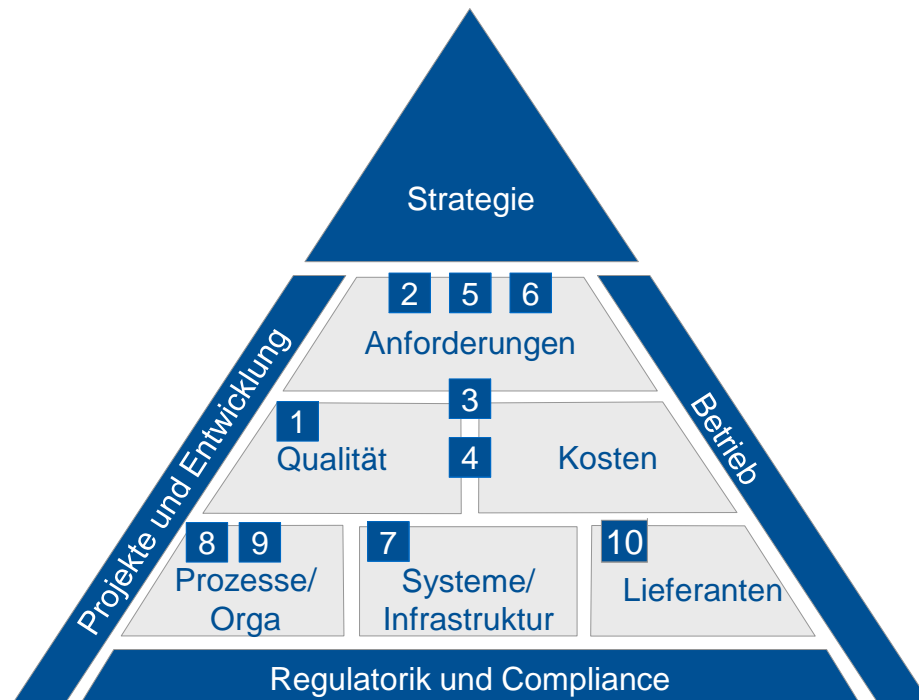 Strategie
2 5 6
Anforderungen
3
1
Qualität
4
Kosten
8 9
Prozesse/
Orga
7
Systeme/
Infrastruktur
10
Lieferanten
Projekte und Entwicklung
Betrieb
Regulatorik und Compliance